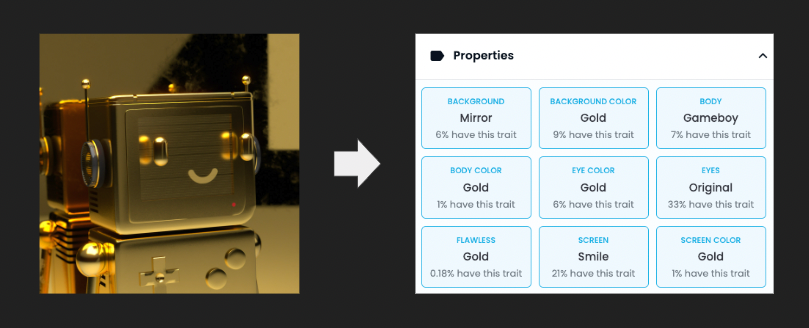 Properties
BACKGROUND
Mirror
6% have this trait
BACKGROUND COLOR
Gold
9% have this trait
BODY
Gameboy
7% have this trait
BODY COLOR
Gold
1% have this trait
EYE COLOR
Gold
6% have this trait
EYES
Original
33% have this trait
FLAWLESS
Gold
0.18% have this trait
SCREEN
Smile
21% have this trait
SCREEN COLOR
Gold
1% have this trait